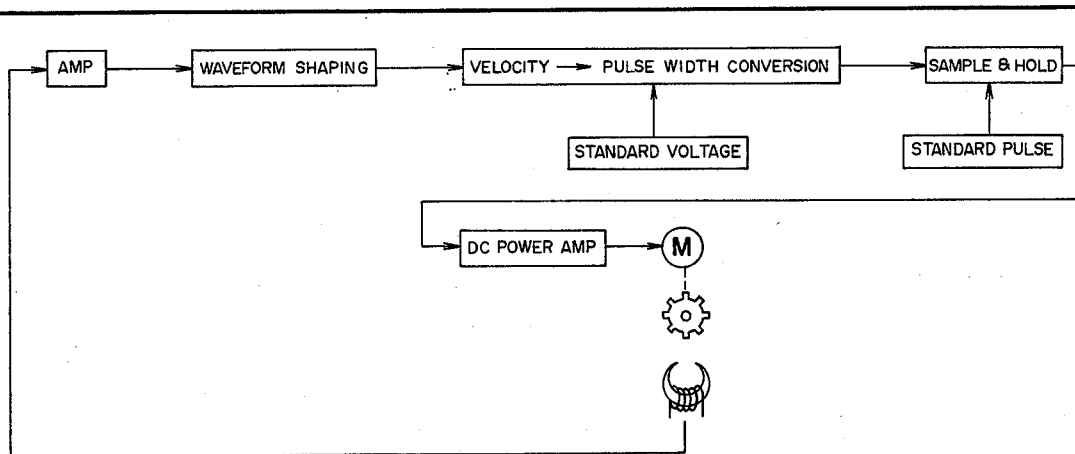 AMP
WAVEFORM SHAPING
VELOCITY → PULSE WIDTH CONVERSION
SAMPLE & HOLD
STANDARD VOLTAGE
STANDARD PULSE
DC POWER AMP
M